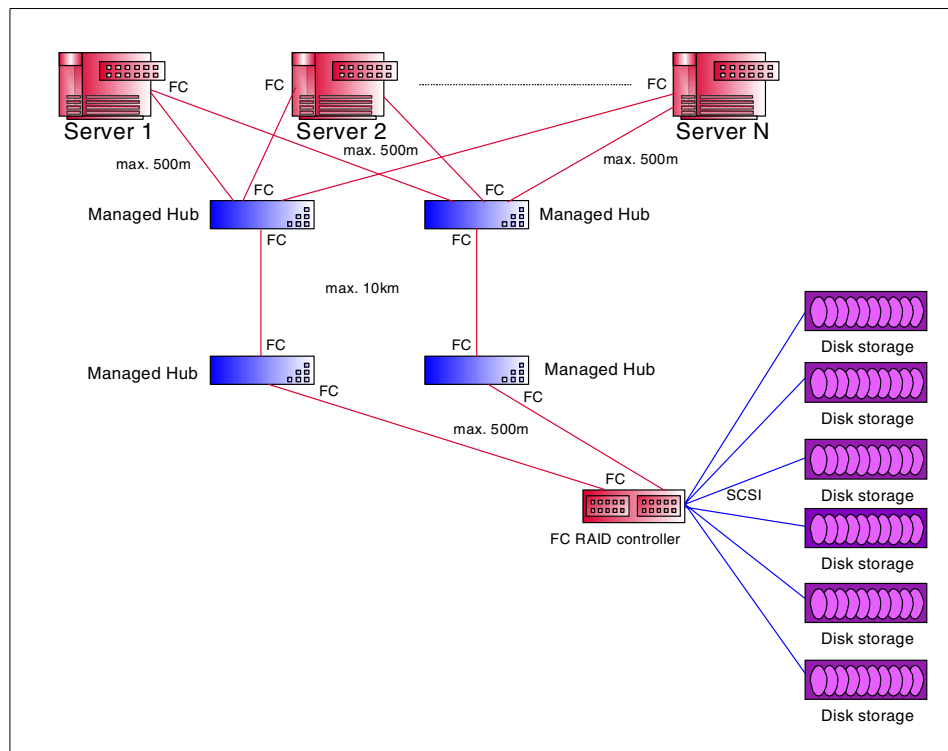 FC
FC
FC
Server 1
Server 2
Server N
max. 500m
max. 500m
max. 500m
FC
FC
Managed Hub
Managed Hub
FC
FC
max. 10km
FC
FC
Managed Hub
Managed Hub
FC
FC
max. 500m
FC
FC RAID controller
SCSI
Disk storage
Disk storage
Disk storage
Disk storage
Disk storage
Disk storage